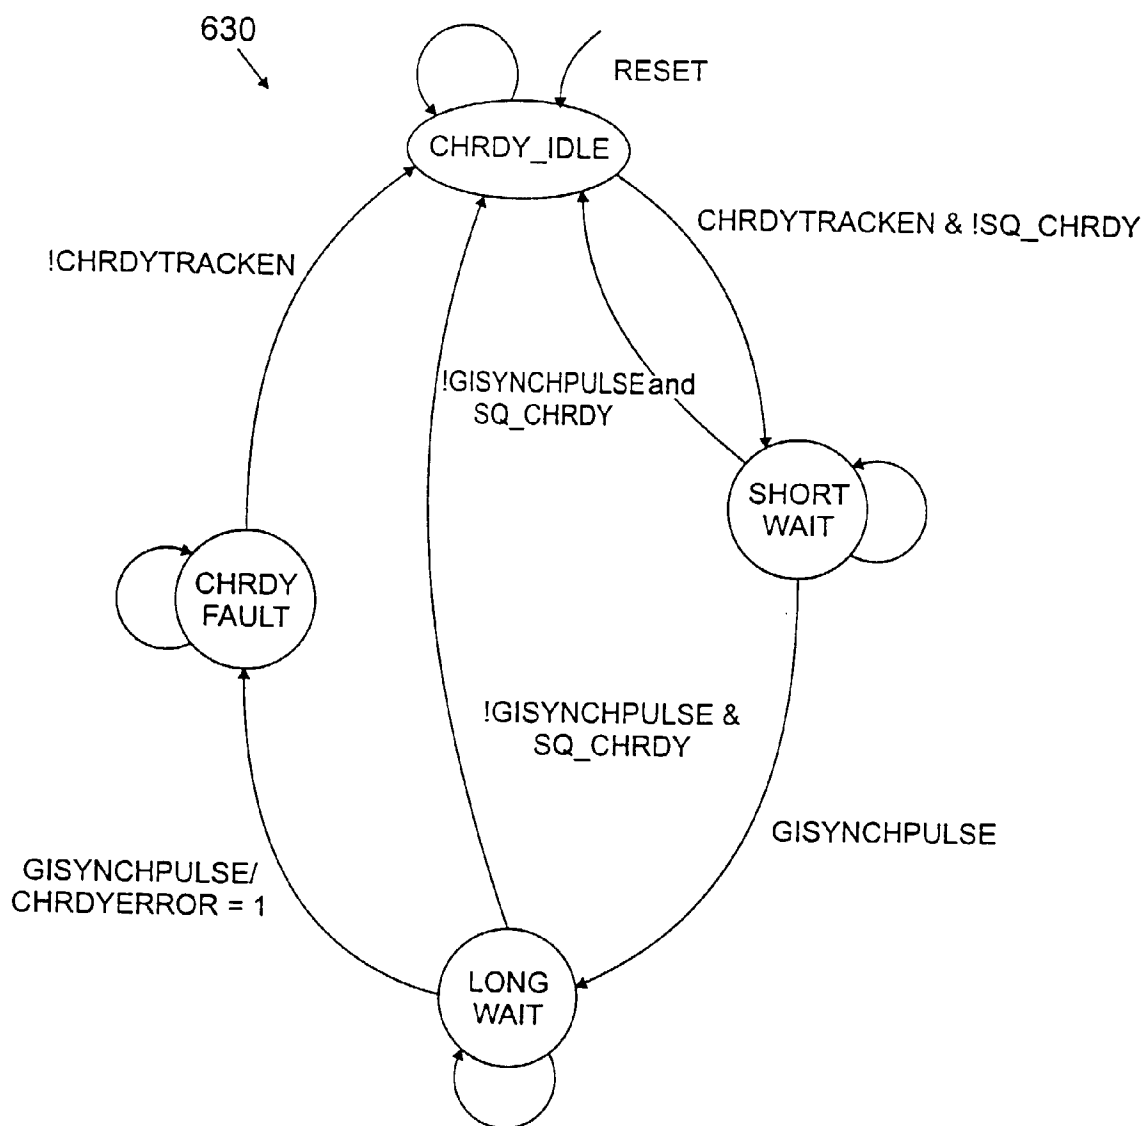 630
RESET
CHRDY_IDLE
CHRDYTRACKEN & !SQ_CHRDY
!CHRDYTRACKEN
!GISYNCHPULSE and
SQ_CHRDY
SHORT
WAIT
CHRDY
FAULT
!GISYNCHPULSE &
SQ_CHRDY
GISYNCHPULSE
GISYNCHPULSE/
CHRDYERROR = 1
LONG
WAIT